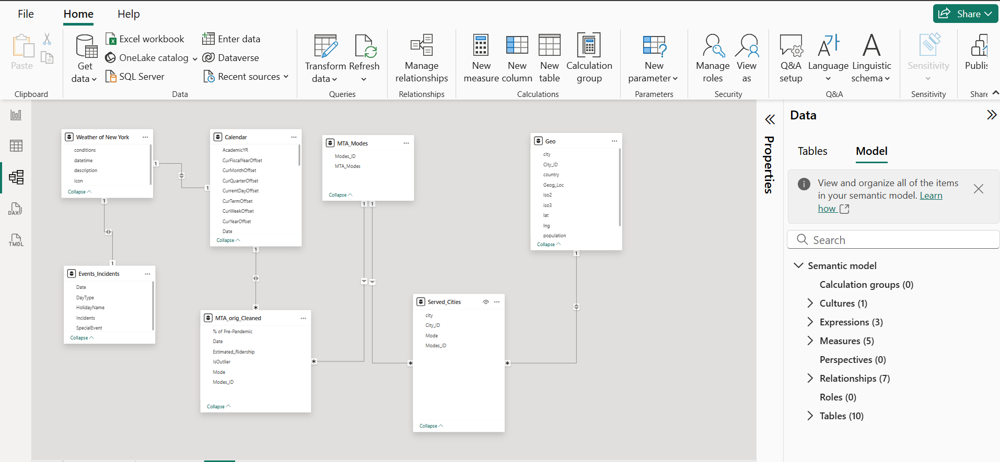 File
Home
Help
Share
Paste
Clipboard
Get
data
Excel workbook
OneLake catalog
SQL Server
Enter data
Dataverse
Recent sources
Data
Transform
data
Refresh
Queries
Manage
relationships
Relationships
New
measure
New
column
New
table
Calculation
group
Calculations
New
parameter
Parameters
Manage
roles
View
as
Security
Q&A
setup
Language
Linguistic
schema
Q&A
Sensitivity
Sensitivity
Publis
Share
DAX
TMDL
Weather of New York
conditions
datetime
description
icon
Collapse
1
1
1
1
Calendar
AcademicYR
CurFiscalYearOffset
CurMonthOffset
CurQuarterOffset
CurrentDayOffset
CurTermOffset
CurWeekOffset
CurYearOffset
Date
Collapse
1
*
MTA_Modes
Modes_ID
MTA_Modes
Collapse
1 1
Geo
city
City_ID
country
Geog_Loc
iso2
iso3
lat
lng
population
Collapse
1
Events_Incidents
Date
DayType
HolidayName
Incidents
SpecialEvent
Collapse
MTA_orig_Cleaned
% of Pre-Pandemic
Date
Estimated_Ridership
IsOutlier
Mode
Modes_ID
Collapse
*
*
Served_Cities
city
City_ID
Mode
Modes_ID
Collapse
*
Properties
Data
Tables
Model
View and organize all of the items
in your semantic model. Learn
how
Search
Semantic model
Calculation groups (0)
Cultures (1)
Expressions (3)
Measures (5)
Perspectives (0)
Relationships (7)
Roles (0)
Tables (10)